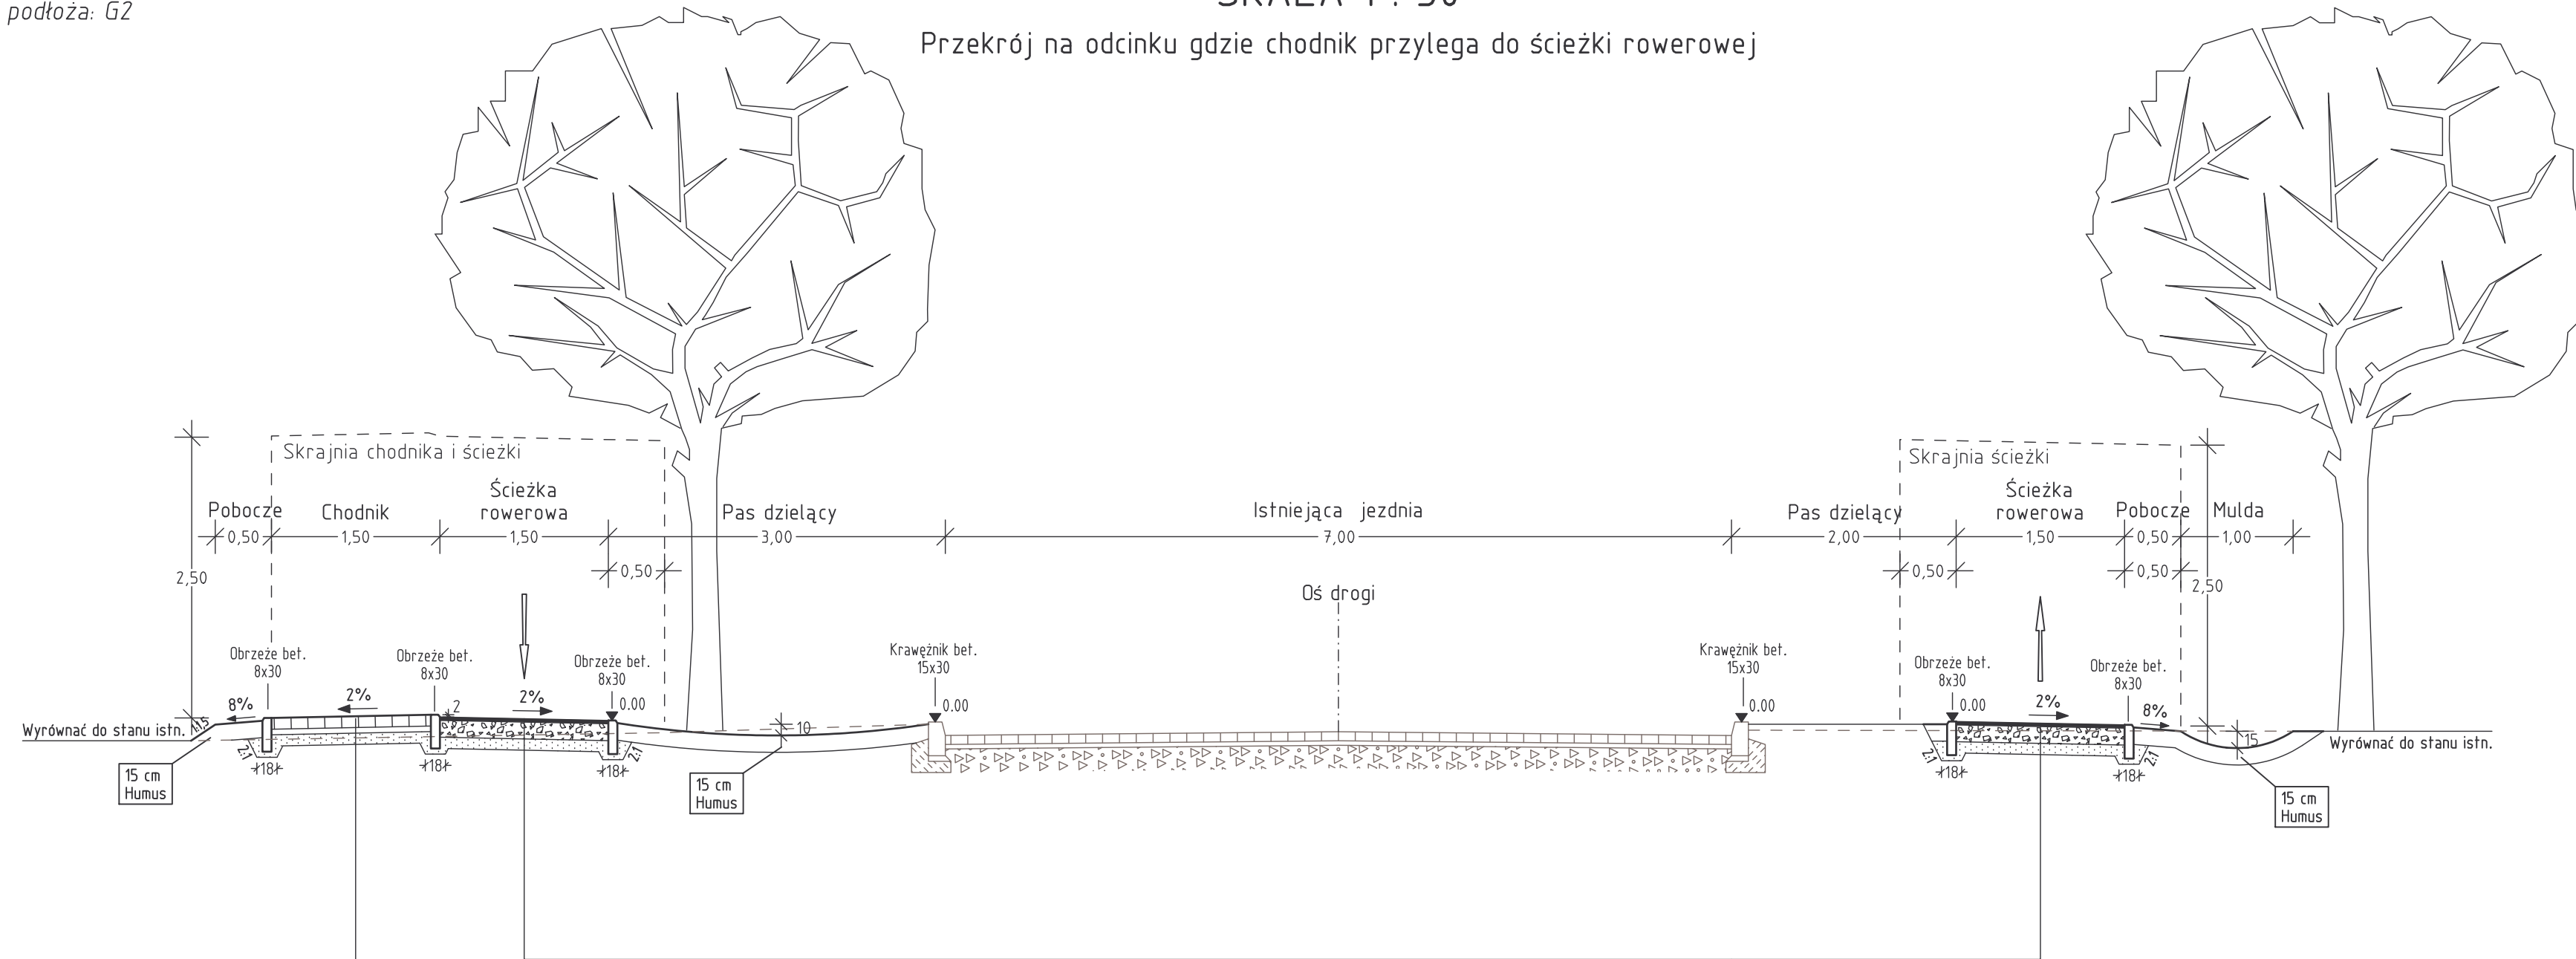 podłoża: G2
SKALA 1 : 50
Przekrój na odcinku gdzie chodnik przylega do ścieżki rowerowej
Skrajnia chodnika i ścieżki
Skrajnia ścieżki
Pobocze
Chodnik
Ścieżka
rowerowa
Pas dzielący
Istniejąca jezdnia
Pas dzielący
Ścieżka
rowerowa
Pobocze
Mulda
0,50
1,50
1,50
3,00
7,00
2,00
1,50
0,50
1,00
0,50
0,50
0,50
2,50
2,50
Oś drogi
Obrzeże bet.
8x30
Obrzeże bet.
8x30
Obrzeże bet.
8x30
Krawężnik bet.
15x30
Krawężnik bet.
15x30
Obrzeże bet.
8x30
Obrzeże bet.
8x30
8%
2%
2
2%
0.00
10
0.00
0.00
0.00
2%
8%
15
Wyrównać do stanu istn.
1:1,5
Wyrównać do stanu istn.
2:1
18
18
18
2:1
2:1
18
18
2:1
15 cm
Humus
15 cm
Humus
15 cm
Humus